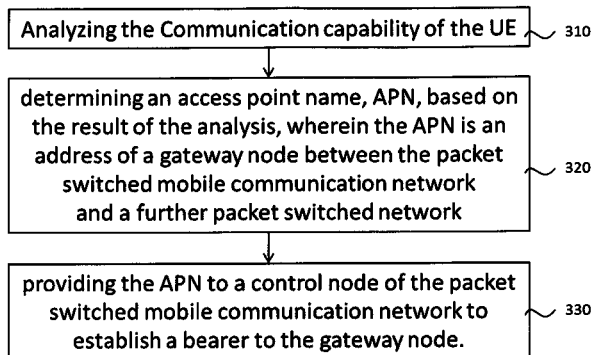 Analyzing the Communication capability of the UE
310
determining an access point name, APN, based on
the result of the analysis, wherein the APN is an
address of a gateway node between the packet
switched mobile communication network
and a further packet switched network
320
providing the APN to a control node of the packet
switched mobile communication network to
establish a bearer to the gateway node.
330